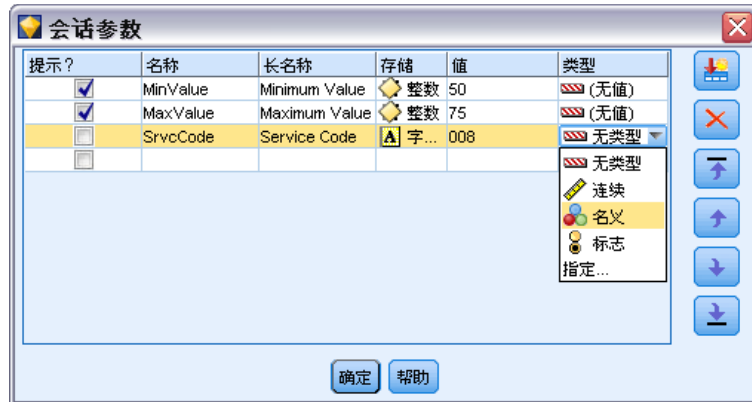 会话参数
提示？ 名称 长名称 存储 值 类型
MinValue Minimum Value 整数 50 (无值)
MaxValue Maximum Value 整数 75 (无值)
SrvcCode Service Code A 字... 008 无类型
无类型
连续
名义
标志
指定...
确定 帮助